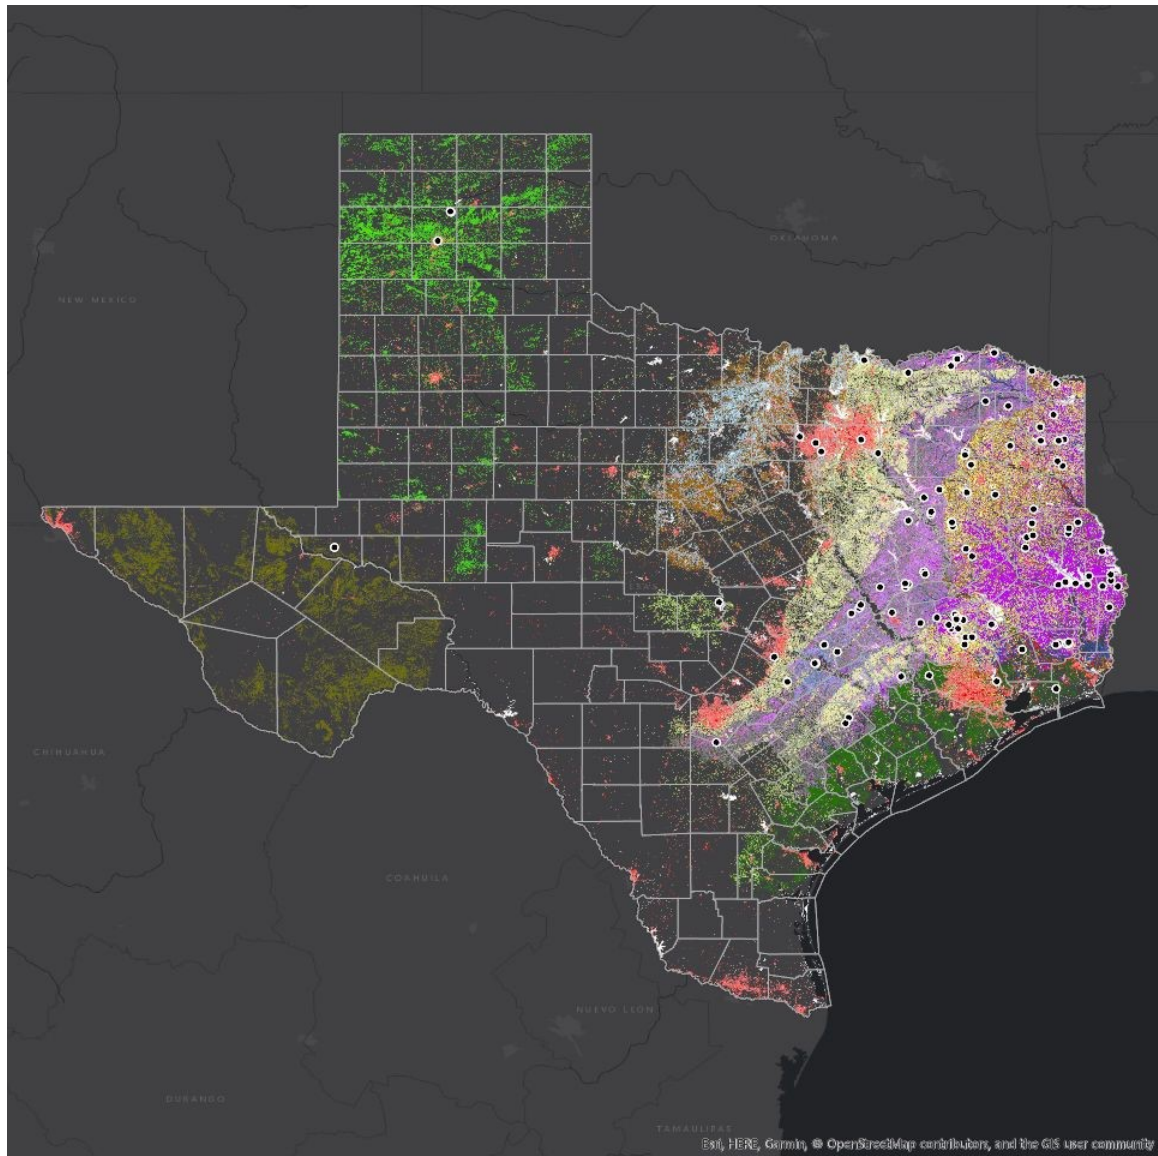 OKLAHOMA
NEW MEXICO
CHIHUAHUA
COAHUILA
NUEVO LEON
DURANGO
TAMAULIPAS
Esri, HERE, Garmin, © OpenStreetMap contributors, and the GIS user community